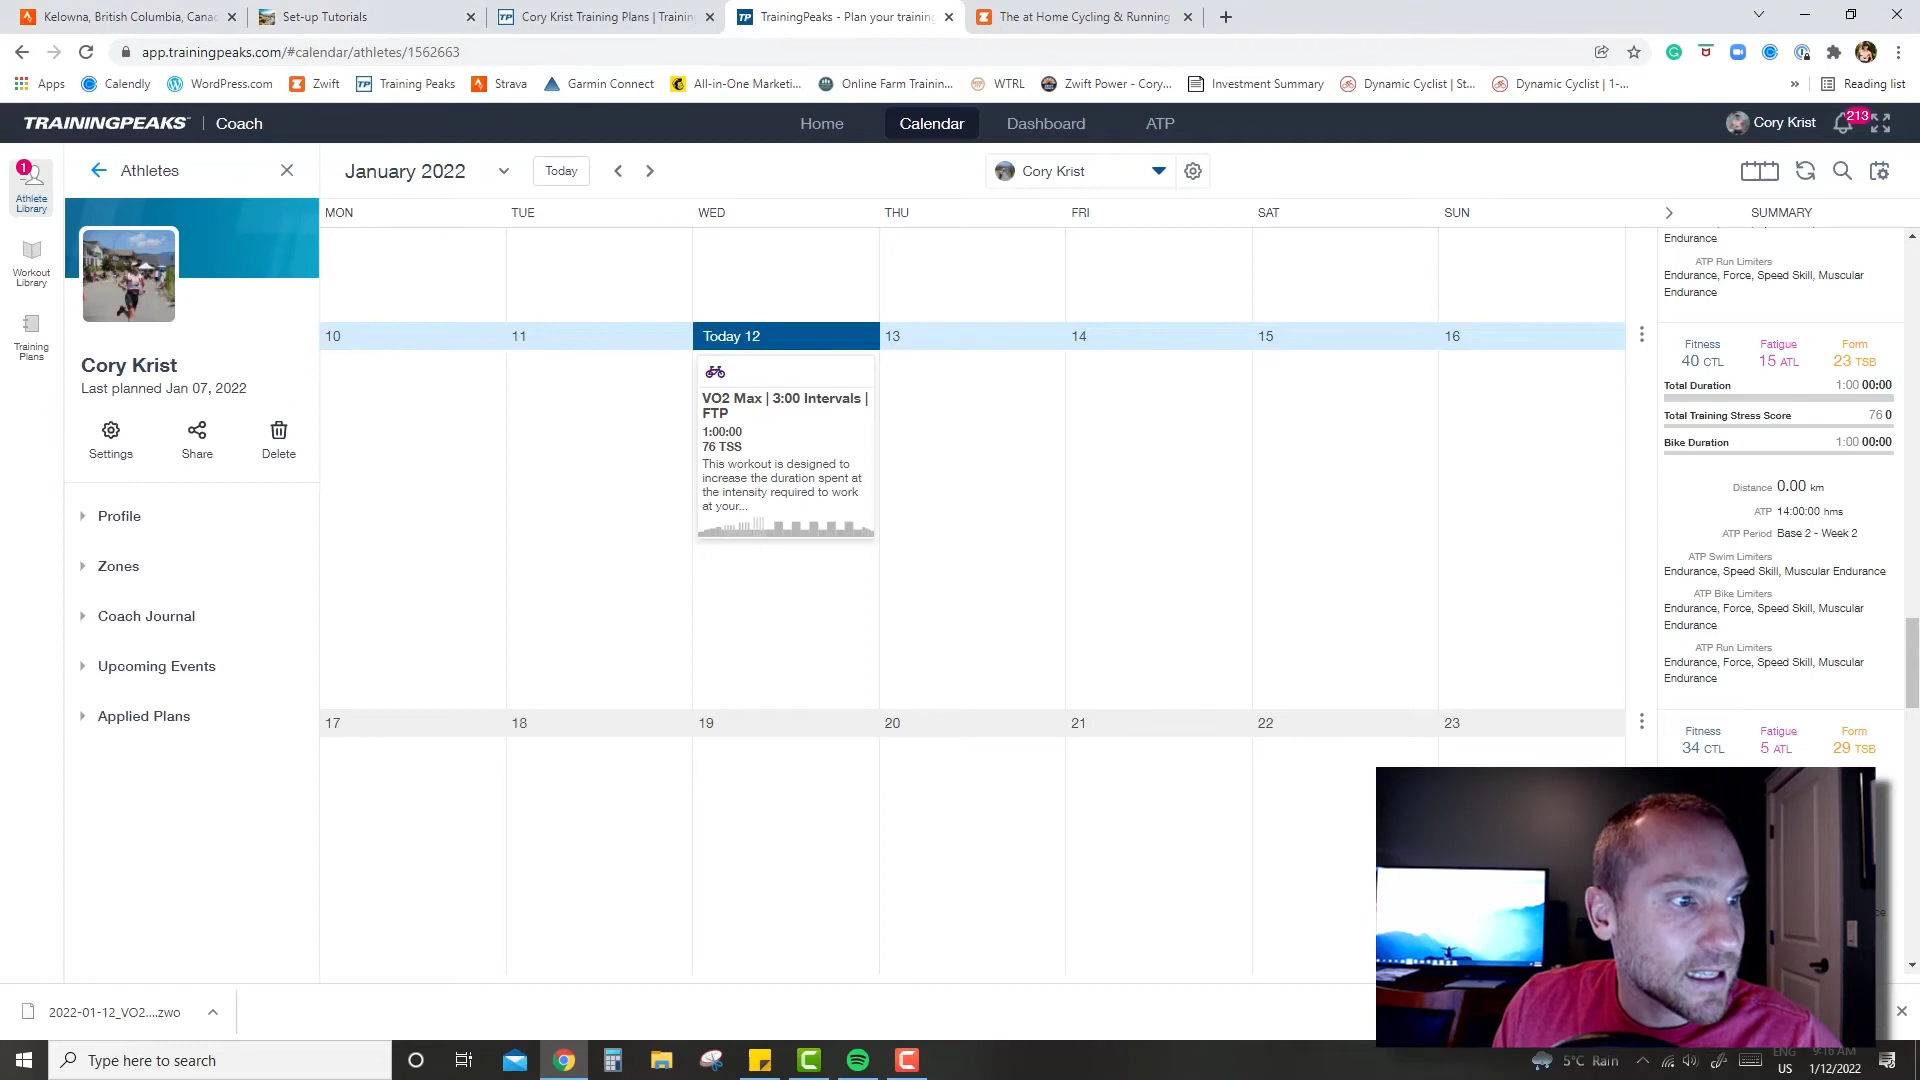 Kelowna, British Columbia, Cana
Set-up Tutorials
Cory Krist Training Plans | Trainin
TrainingPeaks - Plan your training
The at Home Cycling & Running
app.trainingpeaks.com/#calendar/athletes/1562663
Apps
Calendly
WordPress.com
Zwift
Training Peaks
Strava
Garmin Connect
All-in-One Marketi...
Online Farm Trainin...
WTRL
Zwift Power - Cory...
Investment Summary
Dynamic Cyclist | St...
Dynamic Cyclist | 1-...
»
Reading list
TRAININGPEAKS | Coach
Home
Calendar
Dashboard
ATP
Cory Krist
213
1
Athlete
Library
Workout
Library
Training
Plans
Athletes
January 2022
Today
Cory Krist
Cory Krist
Last planned Jan 07, 2022
Settings
Share
Delete
Profile
Zones
Coach Journal
Upcoming Events
Applied Plans
MON
TUE
WED
THU
FRI
SAT
SUN
SUMMARY
10
11
Today 12
13
14
15
16
VO2 Max | 3:00 Intervals |
FTP
1:00:00
76 TSS
This workout is designed to
increase the duration spent at
the intensity required to work
at your...
17
18
19
20
21
22
23
Endurance
ATP Run Limiters
Endurance, Force, Speed Skill, Muscular
Endurance
Fitness
Fatigue
Form
40 CTL
15 ATL
23 TSB
Total Duration 1:00 00:00
Total Training Stress Score 76 0
Bike Duration 1:00 00:00
Distance 0.00 km
ATP 14:00:00 hms
ATP Period Base 2 - Week 2
ATP Swim Limiters
Endurance, Speed Skill, Muscular Endurance
ATP Bike Limiters
Endurance, Force, Speed Skill, Muscular
Endurance
ATP Run Limiters
Endurance, Force, Speed Skill, Muscular
Endurance
Fitness
Fatigue
Form
34 CTL
5 ATL
29 TSB
2022-01-12_VO2....zwo
Type here to search
5°C Rain
ENG
US
9:16 AM
1/12/2022